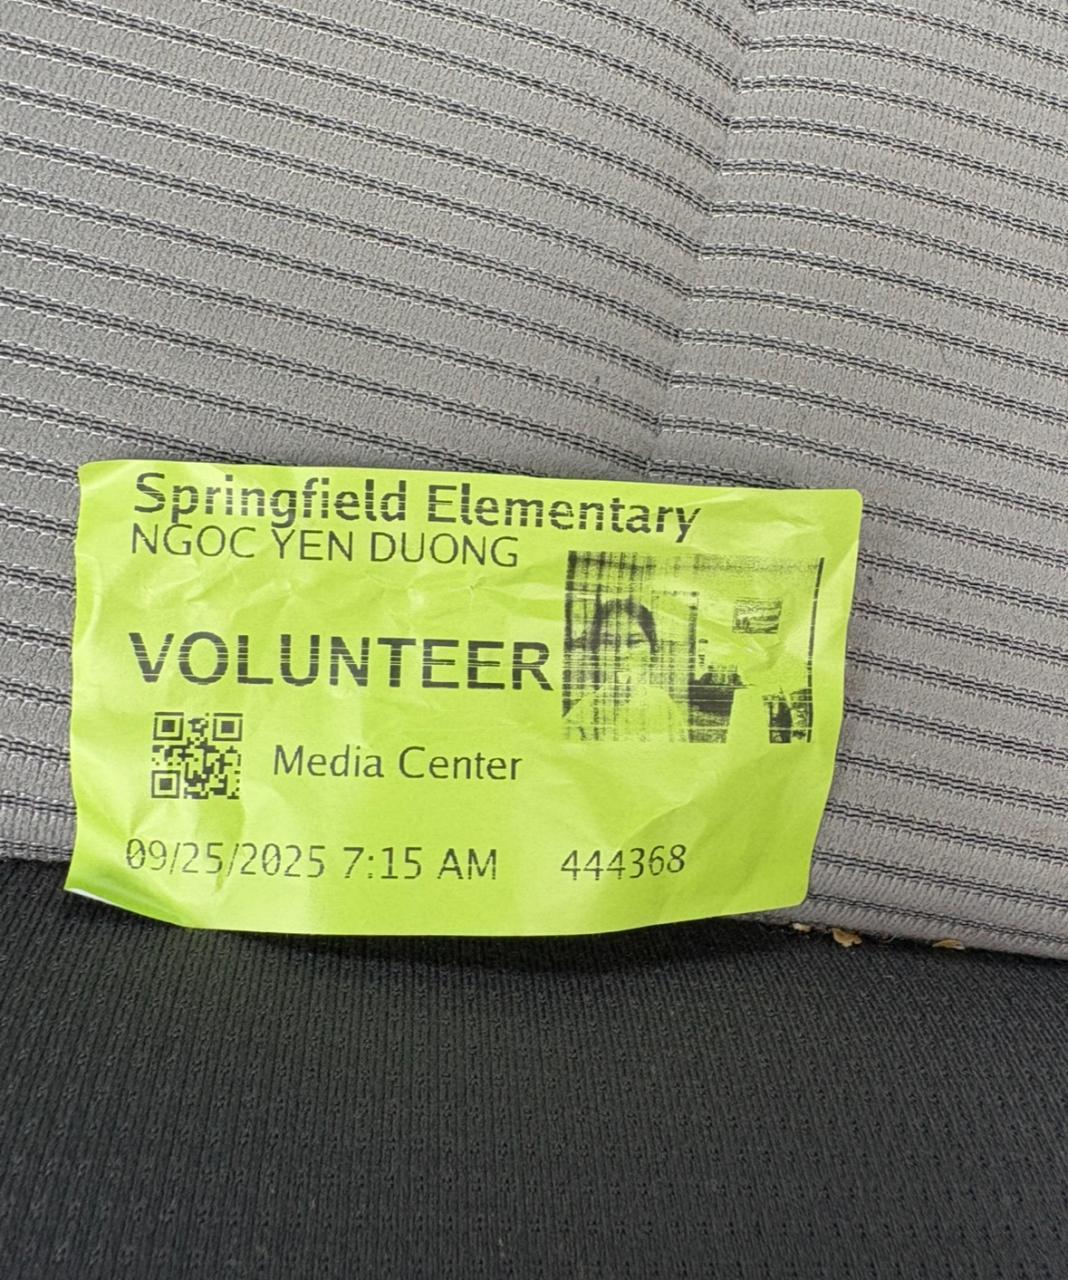 Springfield Elementary
NGOC YEN DUONG
VOLUNTEER
Media Center
09/25/2025 7:15 AM 444368